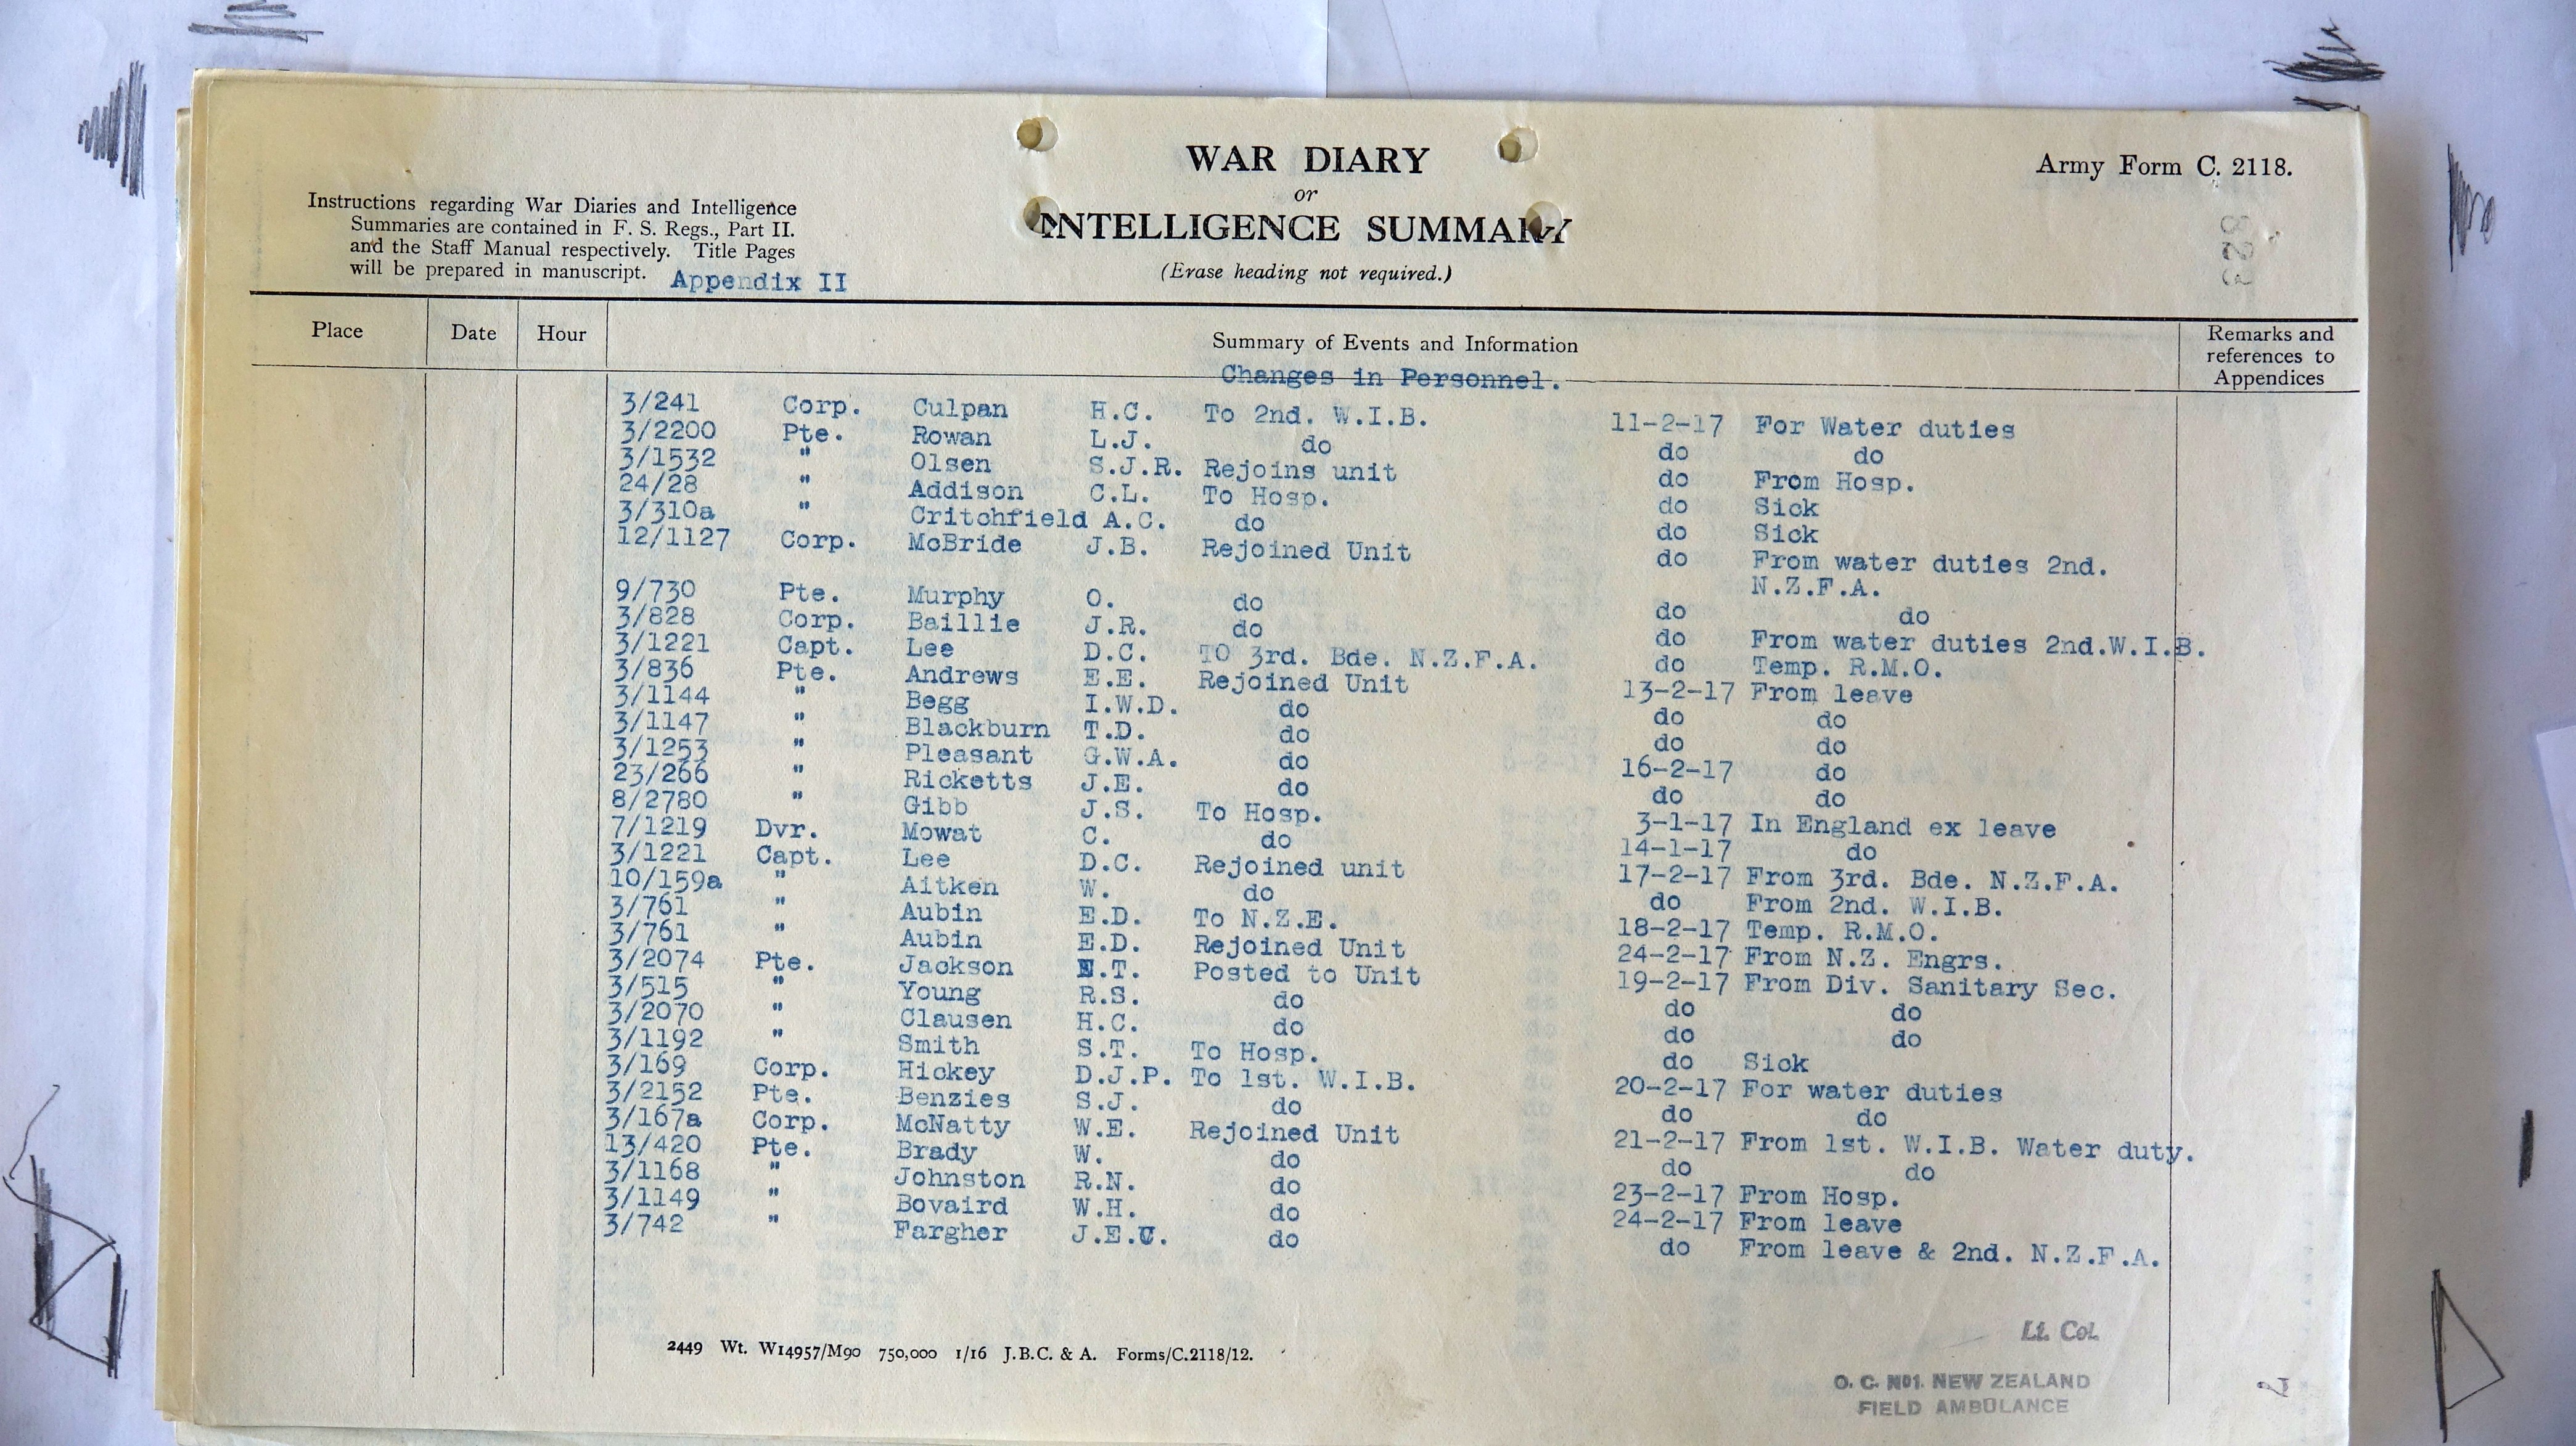 WAR DIARY
or
INTELLIGENCE SUMMARY
(Erase heading not required.)
Army Form C. 2118.
823
Instructions regarding War Diaries and Intelligence
Summaries are contained in F. S. Regs., Part II.
and the Staff Manual respectively. Title Pages
will be prepared in manuscript. Appendix II
Place Date Hour Summary of Events and Information Remarks and
references to
Appendices
Changes in Personnel.
3/241 Corp. Culpan H.C. To 2nd. W.I.B. 11-2-17 For Water duties
3/2200 Pte. Rowan L.J. do do do
3/1532 " Olsen S.J.R. Rejoins unit do From Hosp.
24/28 " Addison C.L. To Hosp. do Sick
3/310a " Critchfield A.C. do do Sick
12/1127 Corp. McBride J.B. Rejoined Unit do From water duties 2nd.
N.Z.F.A.
9/730 Pte. Murphy O. do do do
3/828 Corp. Baillie J.R. do do From water duties 2nd.W.I.B.
3/1221 Capt. Lee D.C. TO 3rd. Bde. N.Z.F.A. do Temp. R.M.O.
3/836 Pte. Andrews E.E. Rejoined Unit 13-2-17 From leave
3/1144 " Begg I.W.D. do do do
3/1147 " Blackburn T.D. do do do
3/1253 " Pleasant G.W.A. do 16-2-17 do
23/266 " Ricketts J.E. do do do
8/2780 " Gibb J.S. To Hosp. 3-1-17 In England ex leave
7/1219 Dvr. Mowat C. do 14-1-17 do
3/1221 Capt. Lee D.C. Rejoined unit 17-2-17 From 3rd. Bde. N.Z.F.A.
10/159a " Aitken W. do do From 2nd. W.I.B.
3/761 " Aubin E.D. To N.Z.E. 18-2-17 Temp. R.M.O.
3/761 " Aubin E.D. Rejoined Unit 24-2-17 From N.Z. Engrs.
3/2074 Pte. Jackson E.T. Posted to Unit 19-2-17 From Div. Sanitary Sec.
3/515 " Young R.S. do do do
3/2070 " Clausen H.C. do do do
3/1192 " Smith S.T. To Hosp. do Sick
3/169 Corp. Hickey D.J.P. To 1st. W.I.B. 20-2-17 For water duties
3/2152 Pte. Benzies S.J. do do do
3/167a Corp. McNatty W.E. Rejoined Unit 21-2-17 From 1st. W.I.B. Water duty.
13/420 Pte. Brady W. do do do
3/1168 " Johnston R.N. do 23-2-17 From Hosp.
3/1149 " Bovaird W.H. do 24-2-17 From leave
3/742 " Fargher J.E.C. do do From leave & 2nd. N.Z.F.A.
2449 Wt. W14957/M90 750,000 1/16 J.B.C. & A. Forms/C.2118/12.
Lt. Col.
O. C. No1. NEW ZEALAND
FIELD AMBULANCE
2